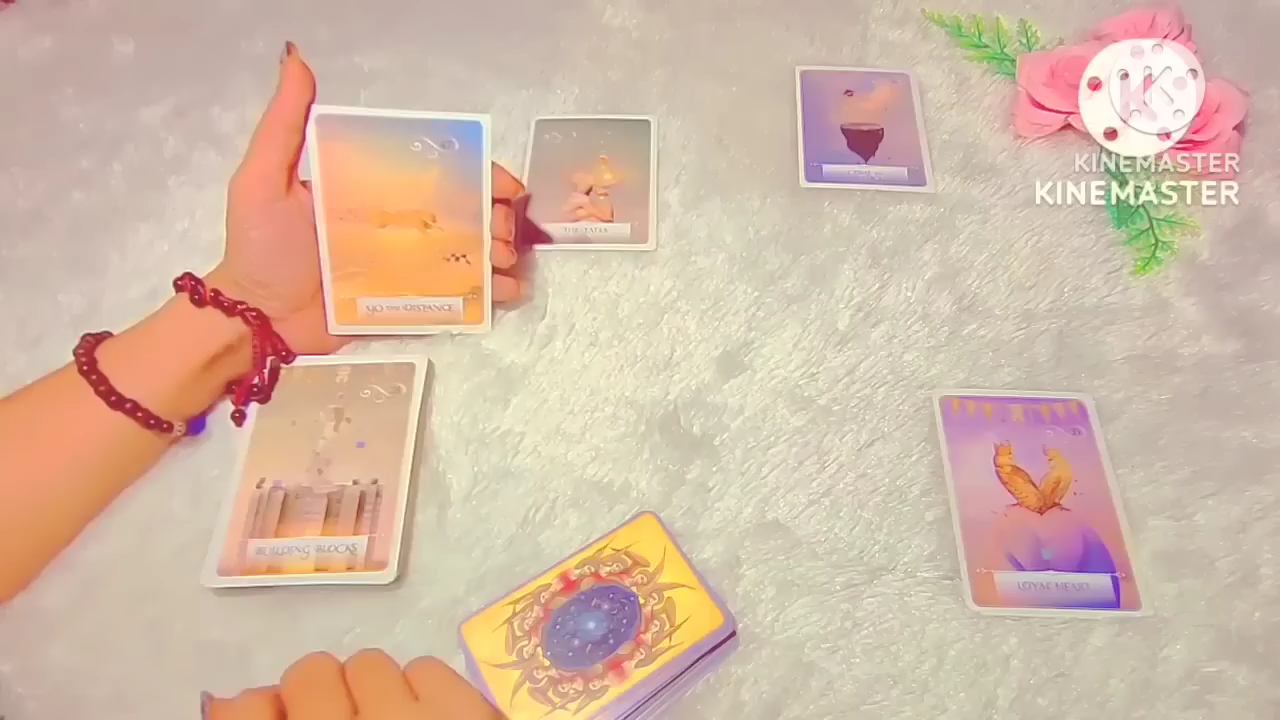 KINEMASTER
KINEMASTER
GO THE DISTANCE
BUILDING BLOCKS
LOYAL HEART